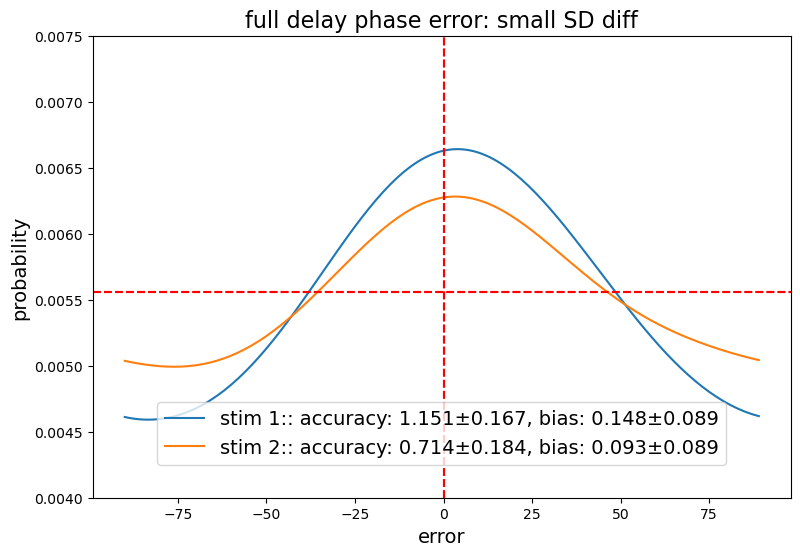 full delay phase error: small SD diff
probability
0.0075
0.0070
0.0065
0.0060
0.0055
0.0050
0.0045
0.0040
stim 1:: accuracy: 1.151±0.167, bias: 0.148±0.089
stim 2:: accuracy: 0.714±0.184, bias: 0.093±0.089
−75 −50 −25 0 25 50 75
error